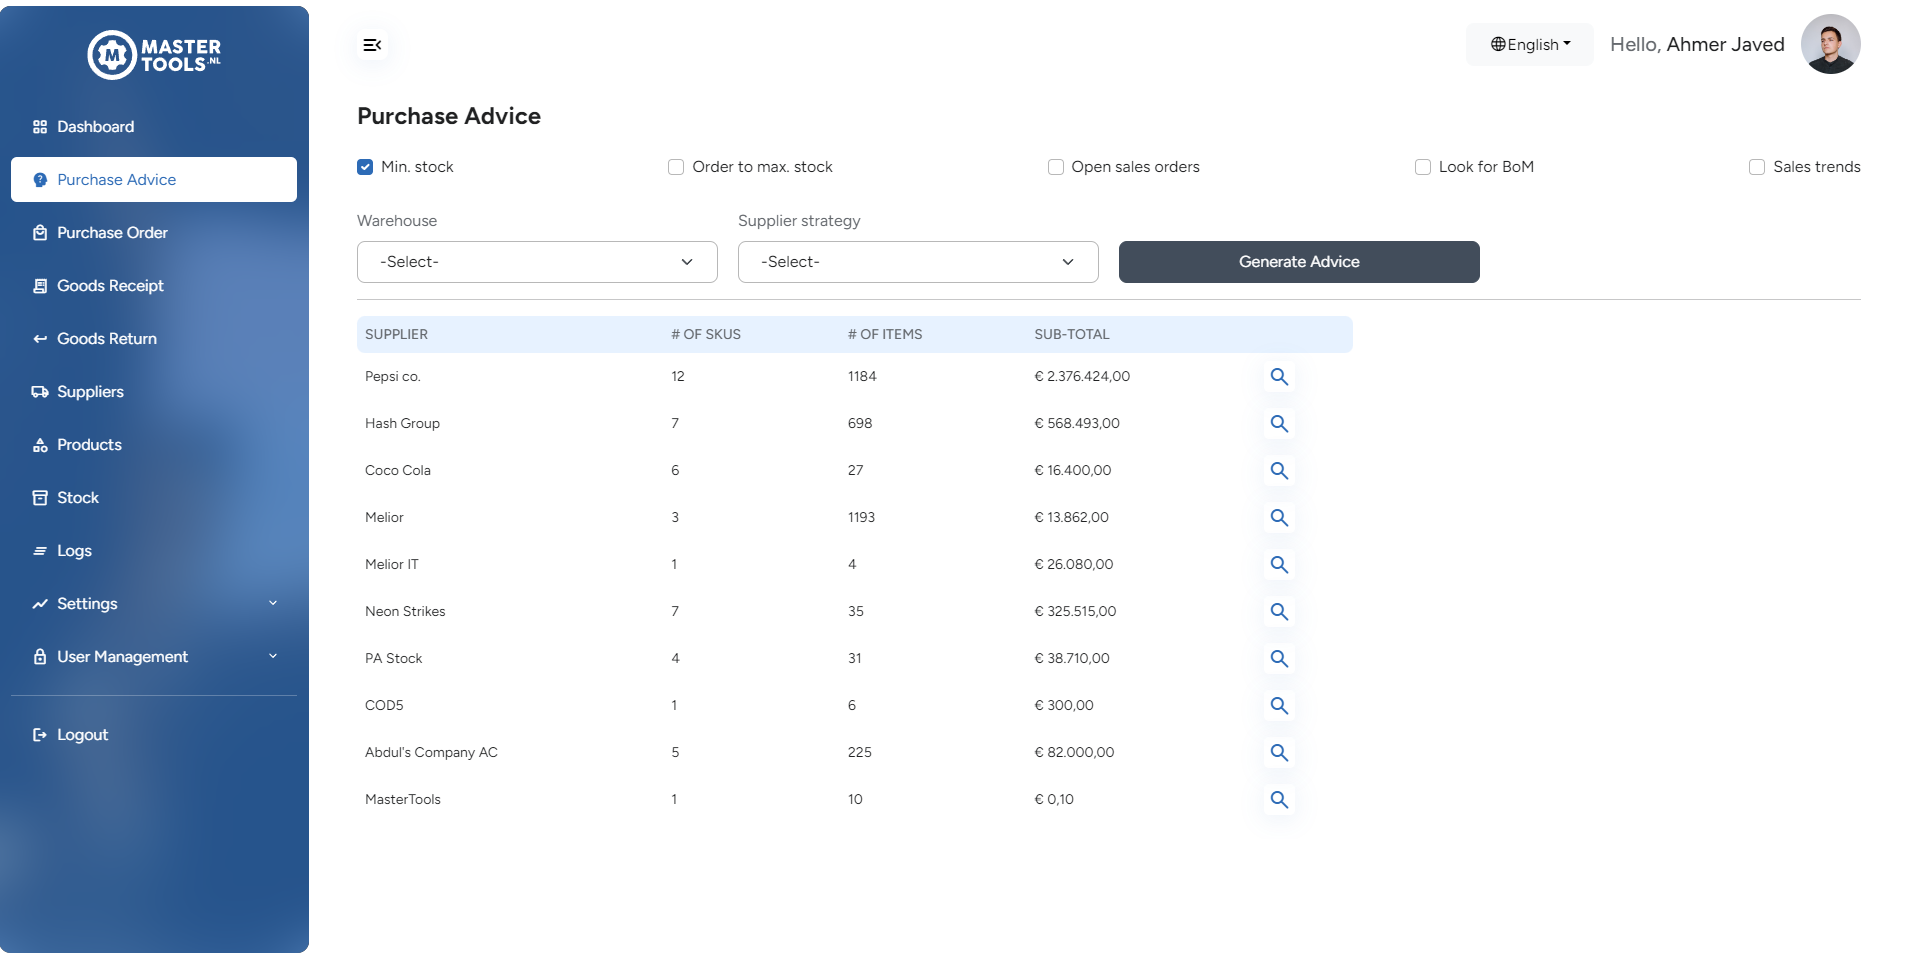 MASTER
TOOLS.NL
English
Hello, Ahmer Javed
Dashboard
Purchase Advice
Purchase Order
Goods Receipt
Goods Return
Suppliers
Products
Stock
Logs
Settings
User Management
Logout
Purchase Advice
Min. stock
Order to max. stock
Open sales orders
Look for BoM
Sales trends
Warehouse
Supplier strategy
-Select-
-Select-
Generate Advice
SUPPLIER # OF SKUS # OF ITEMS SUB-TOTAL
Pepsi co. 12 1184 € 2.376.424,00
Hash Group 7 698 € 568.493,00
Coco Cola 6 27 € 16.400,00
Melior 3 1193 € 13.862,00
Melior IT 1 4 € 26.080,00
Neon Strikes 7 35 € 325.515,00
PA Stock 4 31 € 38.710,00
COD5 1 6 € 300,00
Abdul's Company AC 5 225 € 82.000,00
MasterTools 1 10 € 0,10